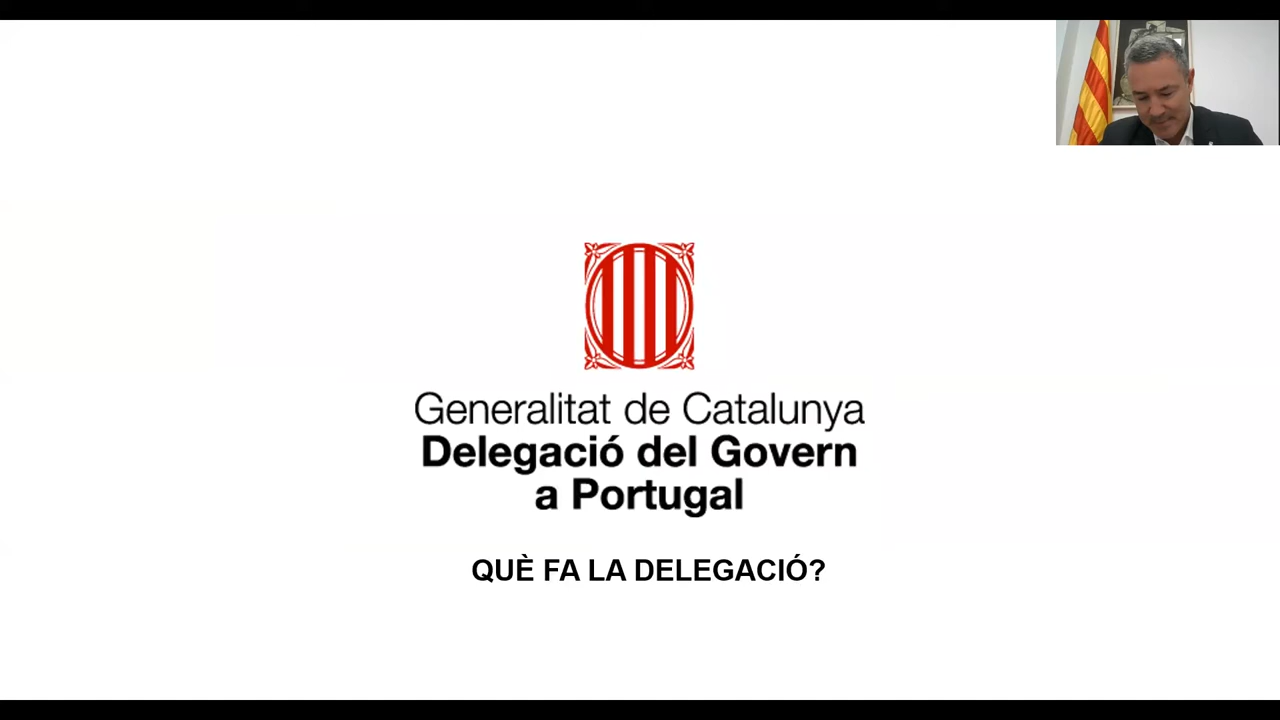 Generalitat de Catalunya
Delegació del Govern
a Portugal
QUÈ FA LA DELEGACIÓ?